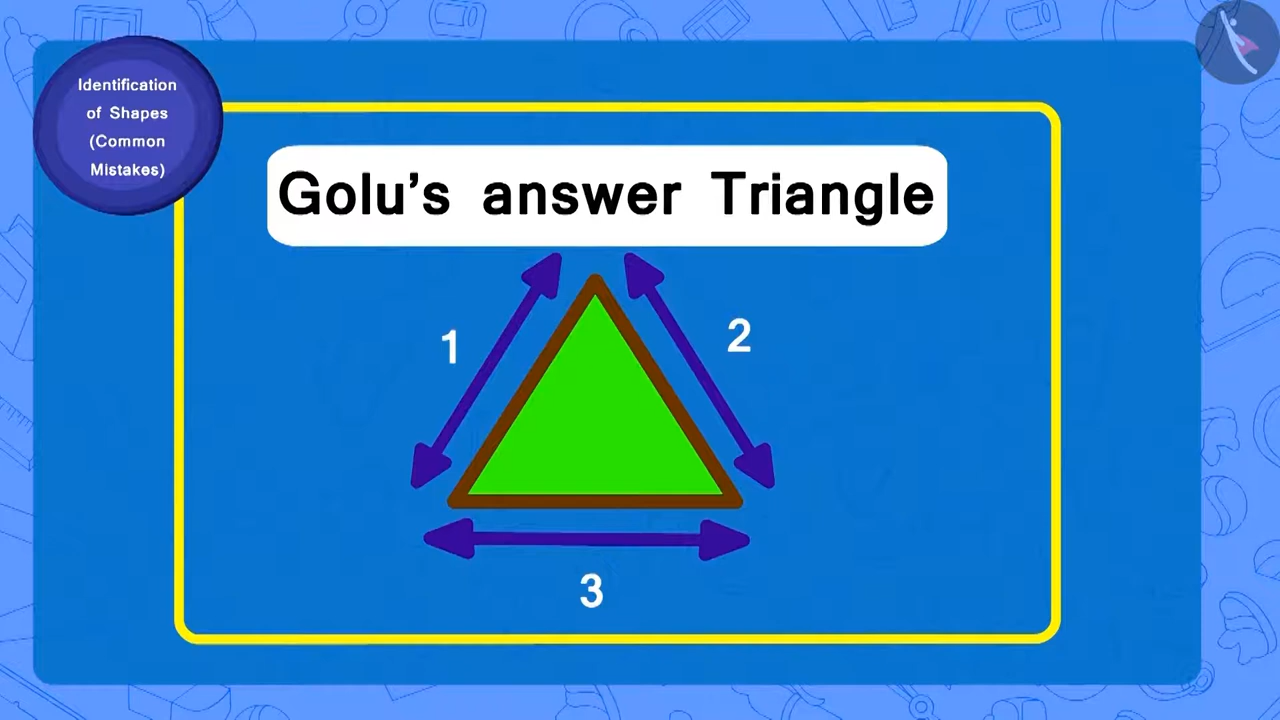 Identification
of Shapes
(Common
Mistakes)
Golu's answer Triangle
1
2
3